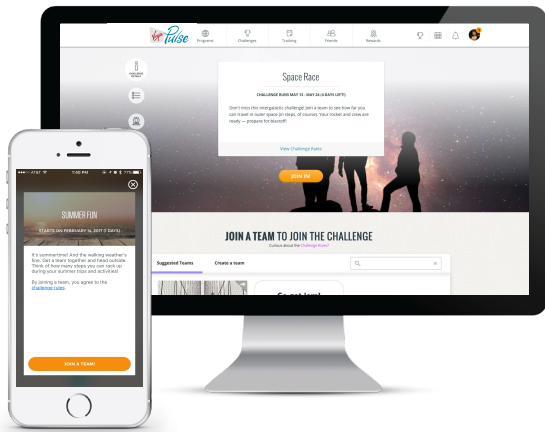 Virgin Pulse
Programs
Challenges
Tracking
Friends
Rewards
CHALLENGE
DETAILS
Space Race
CHALLENGE RUNS MAY 15 - MAY 24 (5 DAYS LEFT!)
Don't miss this intergalactic challenge! Join a team to see how far you
can travel in outer space (in steps, of course). Your rocket and crew are
ready — prepare for blastoff!
View Challenge Rules
JOIN IN!
JOIN A TEAM TO JOIN THE CHALLENGE
Curious about the Challenge Rules?
Suggested Teams
Create a team
AT&T
7:40 PM
77%
SUMMER FUN
STARTS ON FEBRUARY 14, 2017 (7 DAYS)
It's summertime! And the walking weather's
fine. Get a team together and head outside.
Think of how many steps you can rack up
during your summer trips and activities!
By joining a team, you agree to the
challenge rules.
JOIN A TEAM!